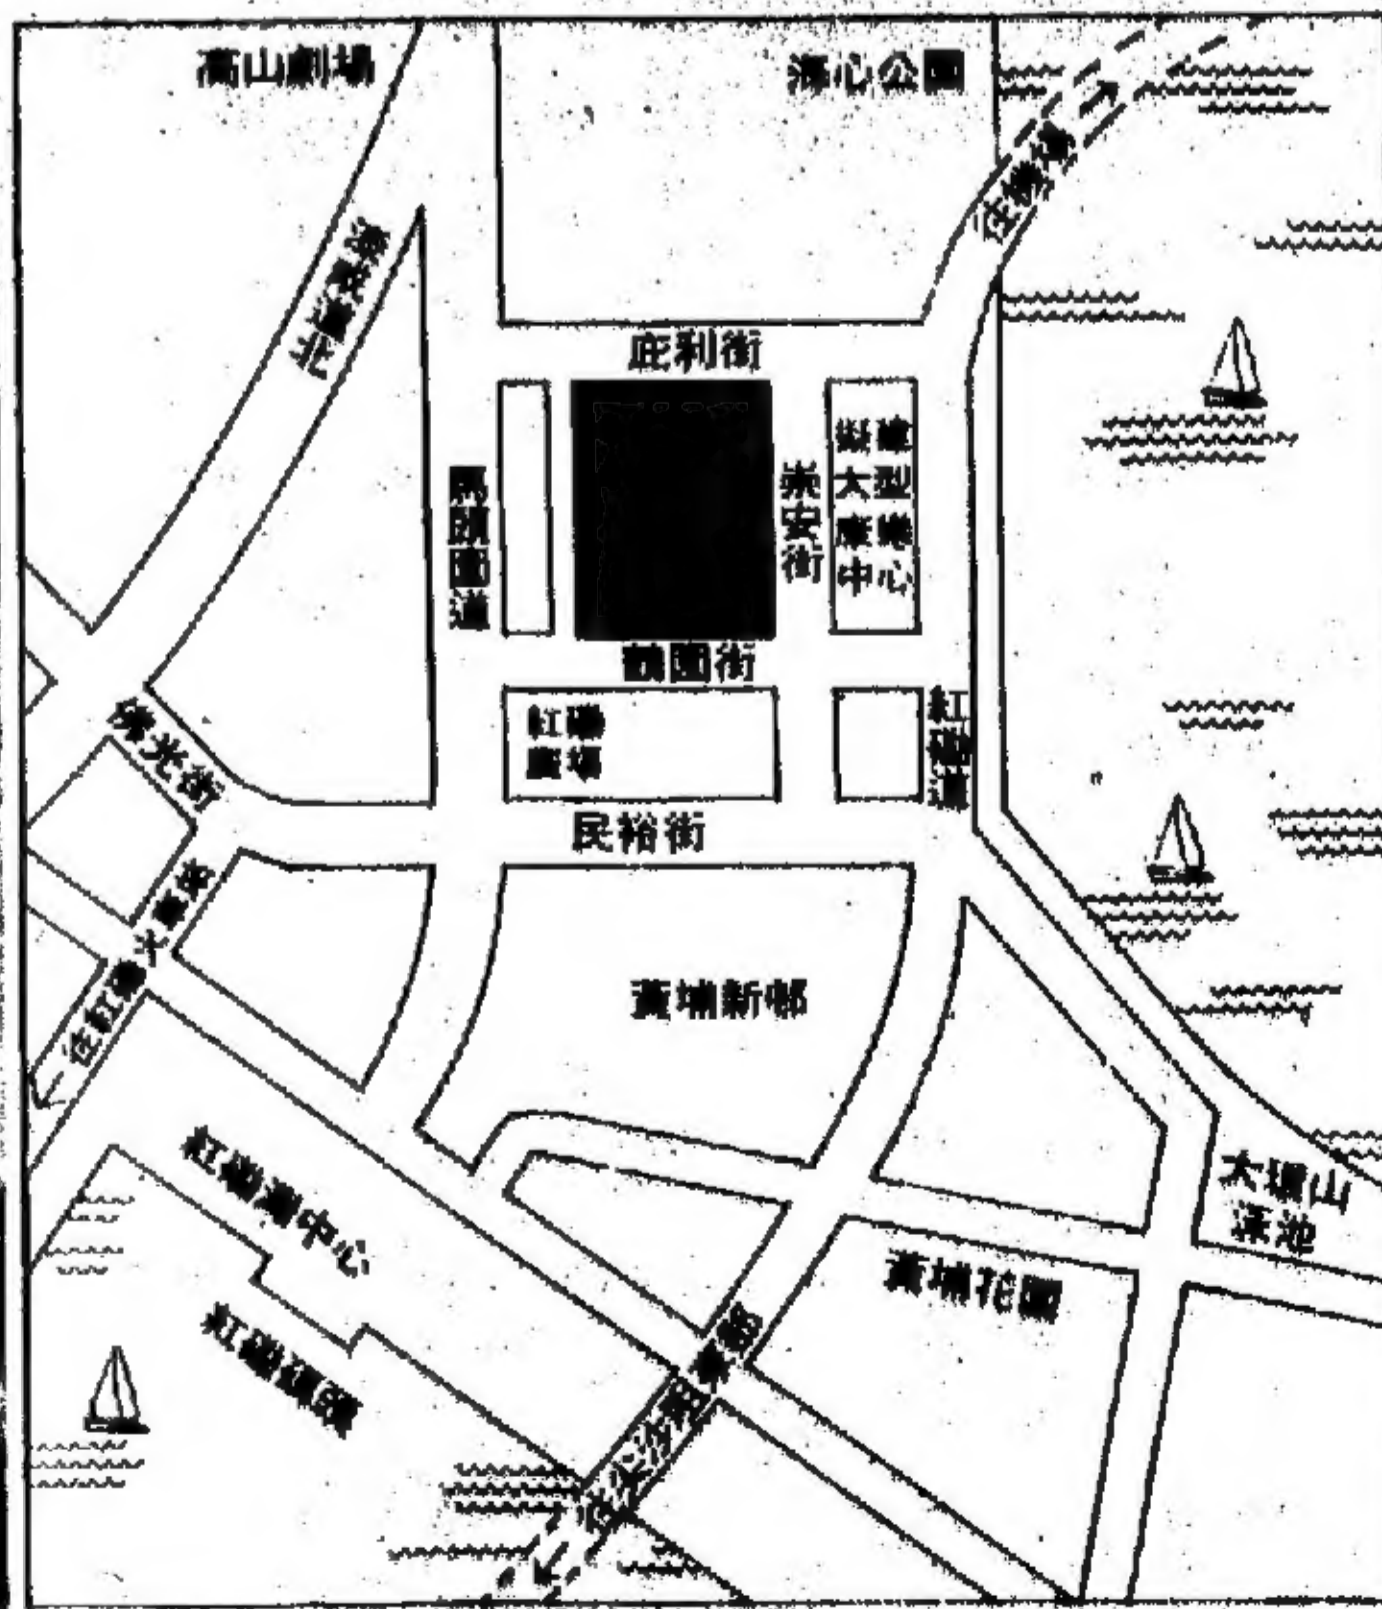 高山劇場
海心公園
往機場
漆咸道北
庇利街
馬頭圍道
崇安街
擬建
大型
康樂
中心
鶴園街
紅磡
廣場
紅磡道
佛光街
民裕街
往紅磡火車站
黃埔新邨
紅磡灣中心
大環山
泳池
黃埔花園
紅磡碼頭
往尖沙咀東部